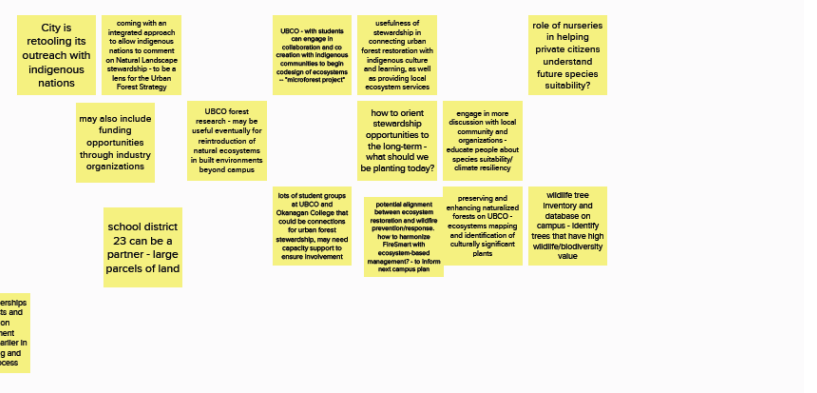 City is
retooling its
outreach with
indigenous
nations
coming with an
integrated approach
to allow indigenous
nations to comment
on Natural Landscape
stewardship - to be a
lens for the Urban
Forest Strategy
UBCO - with students
can engage in
collaboration and co
creation with indigenous
communities to begin
codesign of ecosystems
-- "microforest project"
usefulness of
stewardship in
connecting urban
forest restoration with
indigenous culture
and learning, as well
as providing local
ecosystem services
role of nurseries
in helping
private citizens
understand
future species
suitability?
may also include
funding
opportunities
through industry
organizations
UBCO forest
research - may be
useful eventually for
reintroduction of
natural ecosystems
in built environments
beyond campus
how to orient
stewardship
opportunities to
the long-term -
what should we
be planting today?
engage in more
discussion with local
community and
organizations -
educate people about
species suitability/
climate resiliency
school district
23 can be a
partner - large
parcels of land
lots of student groups
at UBCO and
Okanagan College that
could be connections
for urban forest
stewardship, may need
capacity support to
ensure involvement
potential alignment
between ecosystem
restoration and wildfire
prevention/response.
how to harmonize
FireSmart with
ecosystem-based
management? - to inform
next campus plan
preserving and
enhancing naturalized
forests on UBCO -
ecosystems mapping
and identification of
culturally significant
plants
wildlife tree
inventory and
database on
campus - identify
trees that have high
wildlife/biodiversity
value
erships
ts and
on
ment
earlier in
g and
ocess